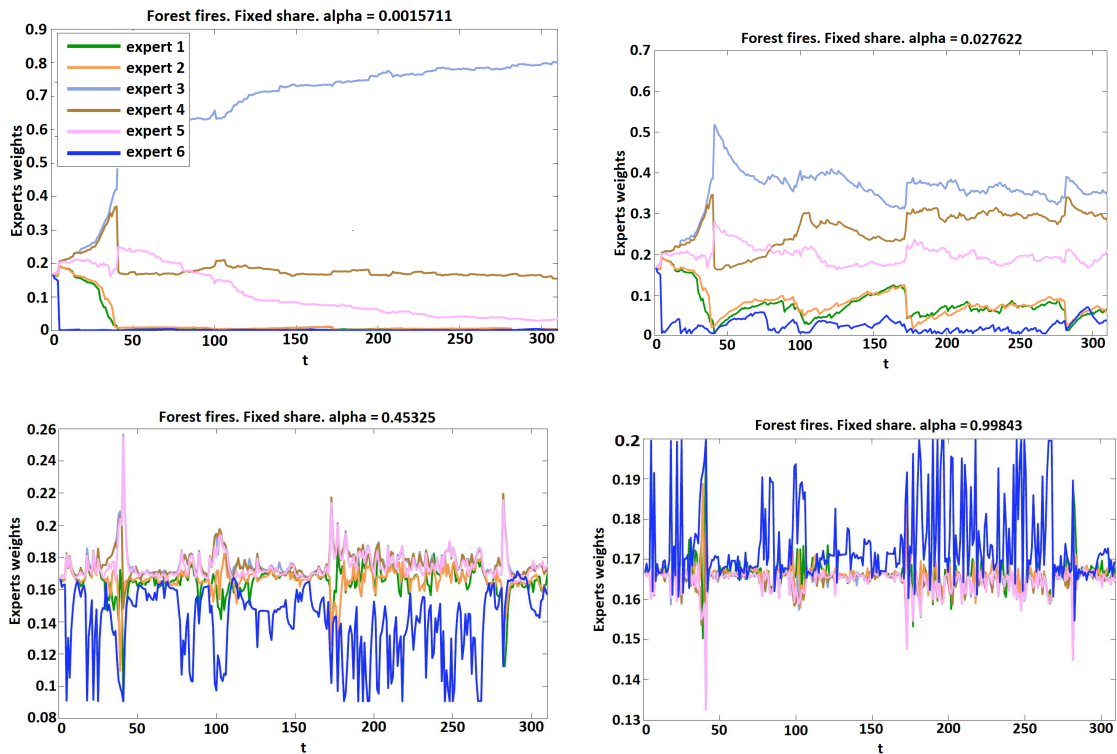 Forest fires. Fixed share. alpha = 0.0015711
0.9
0.8
0.7
0.6
0.5
0.4
0.3
0.2
0.1
0
Experts weights
expert 1
expert 2
expert 3
expert 4
expert 5
expert 6
0 50 100 150 200 250 300
t
Forest fires. Fixed share. alpha = 0.027622
0.7
0.6
0.5
0.4
0.3
0.2
0.1
0
Experts weights
0 50 100 150 200 250 300
t
Forest fires. Fixed share. alpha = 0.45325
0.26
0.24
0.22
0.2
0.18
0.16
0.14
0.12
0.1
0.08
Experts weights
0 50 100 150 200 250 300
t
Forest fires. Fixed share. alpha = 0.99843
0.2
0.19
0.18
0.17
0.16
0.15
0.14
0.13
Experts weights
0 50 100 150 200 250 300
t